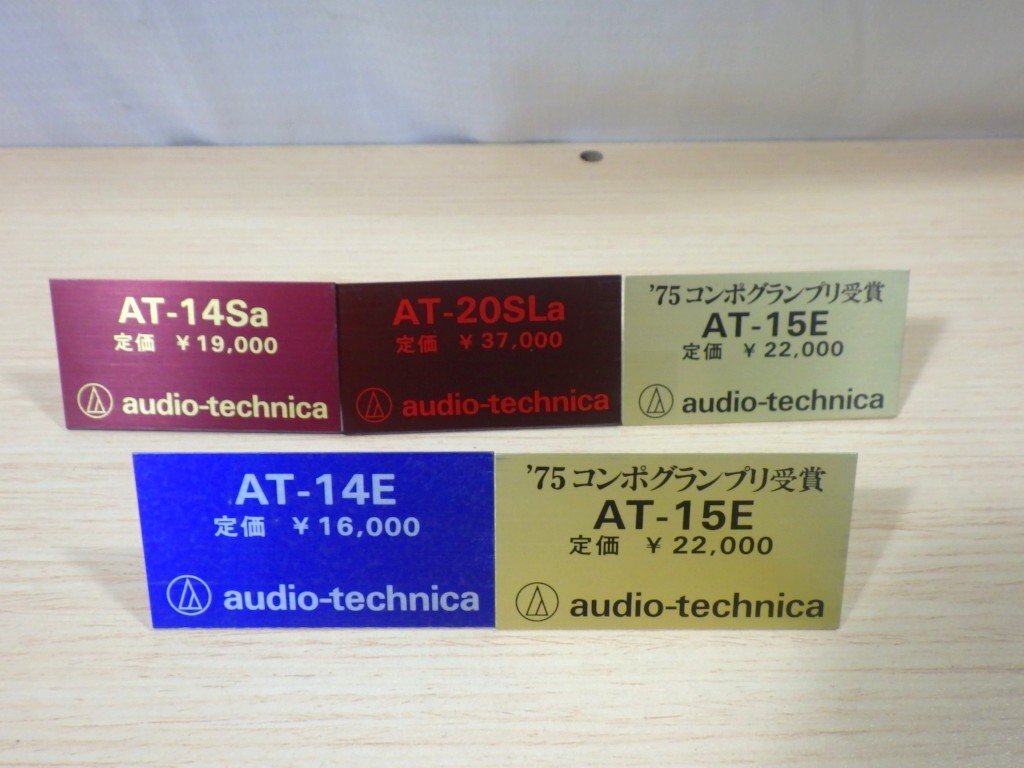 AT-14Sa
定価 ¥19,000
audio-technica
AT-20SLa
定価 ¥37,000
audio-technica
'75コンポグランプリ受賞
AT-15E
定価 ¥22,000
audio-technica
AT-14E
定価 ¥16,000
audio-technica
'75コンポグランプリ受賞
AT-15E
定価 ¥22,000
audio-technica